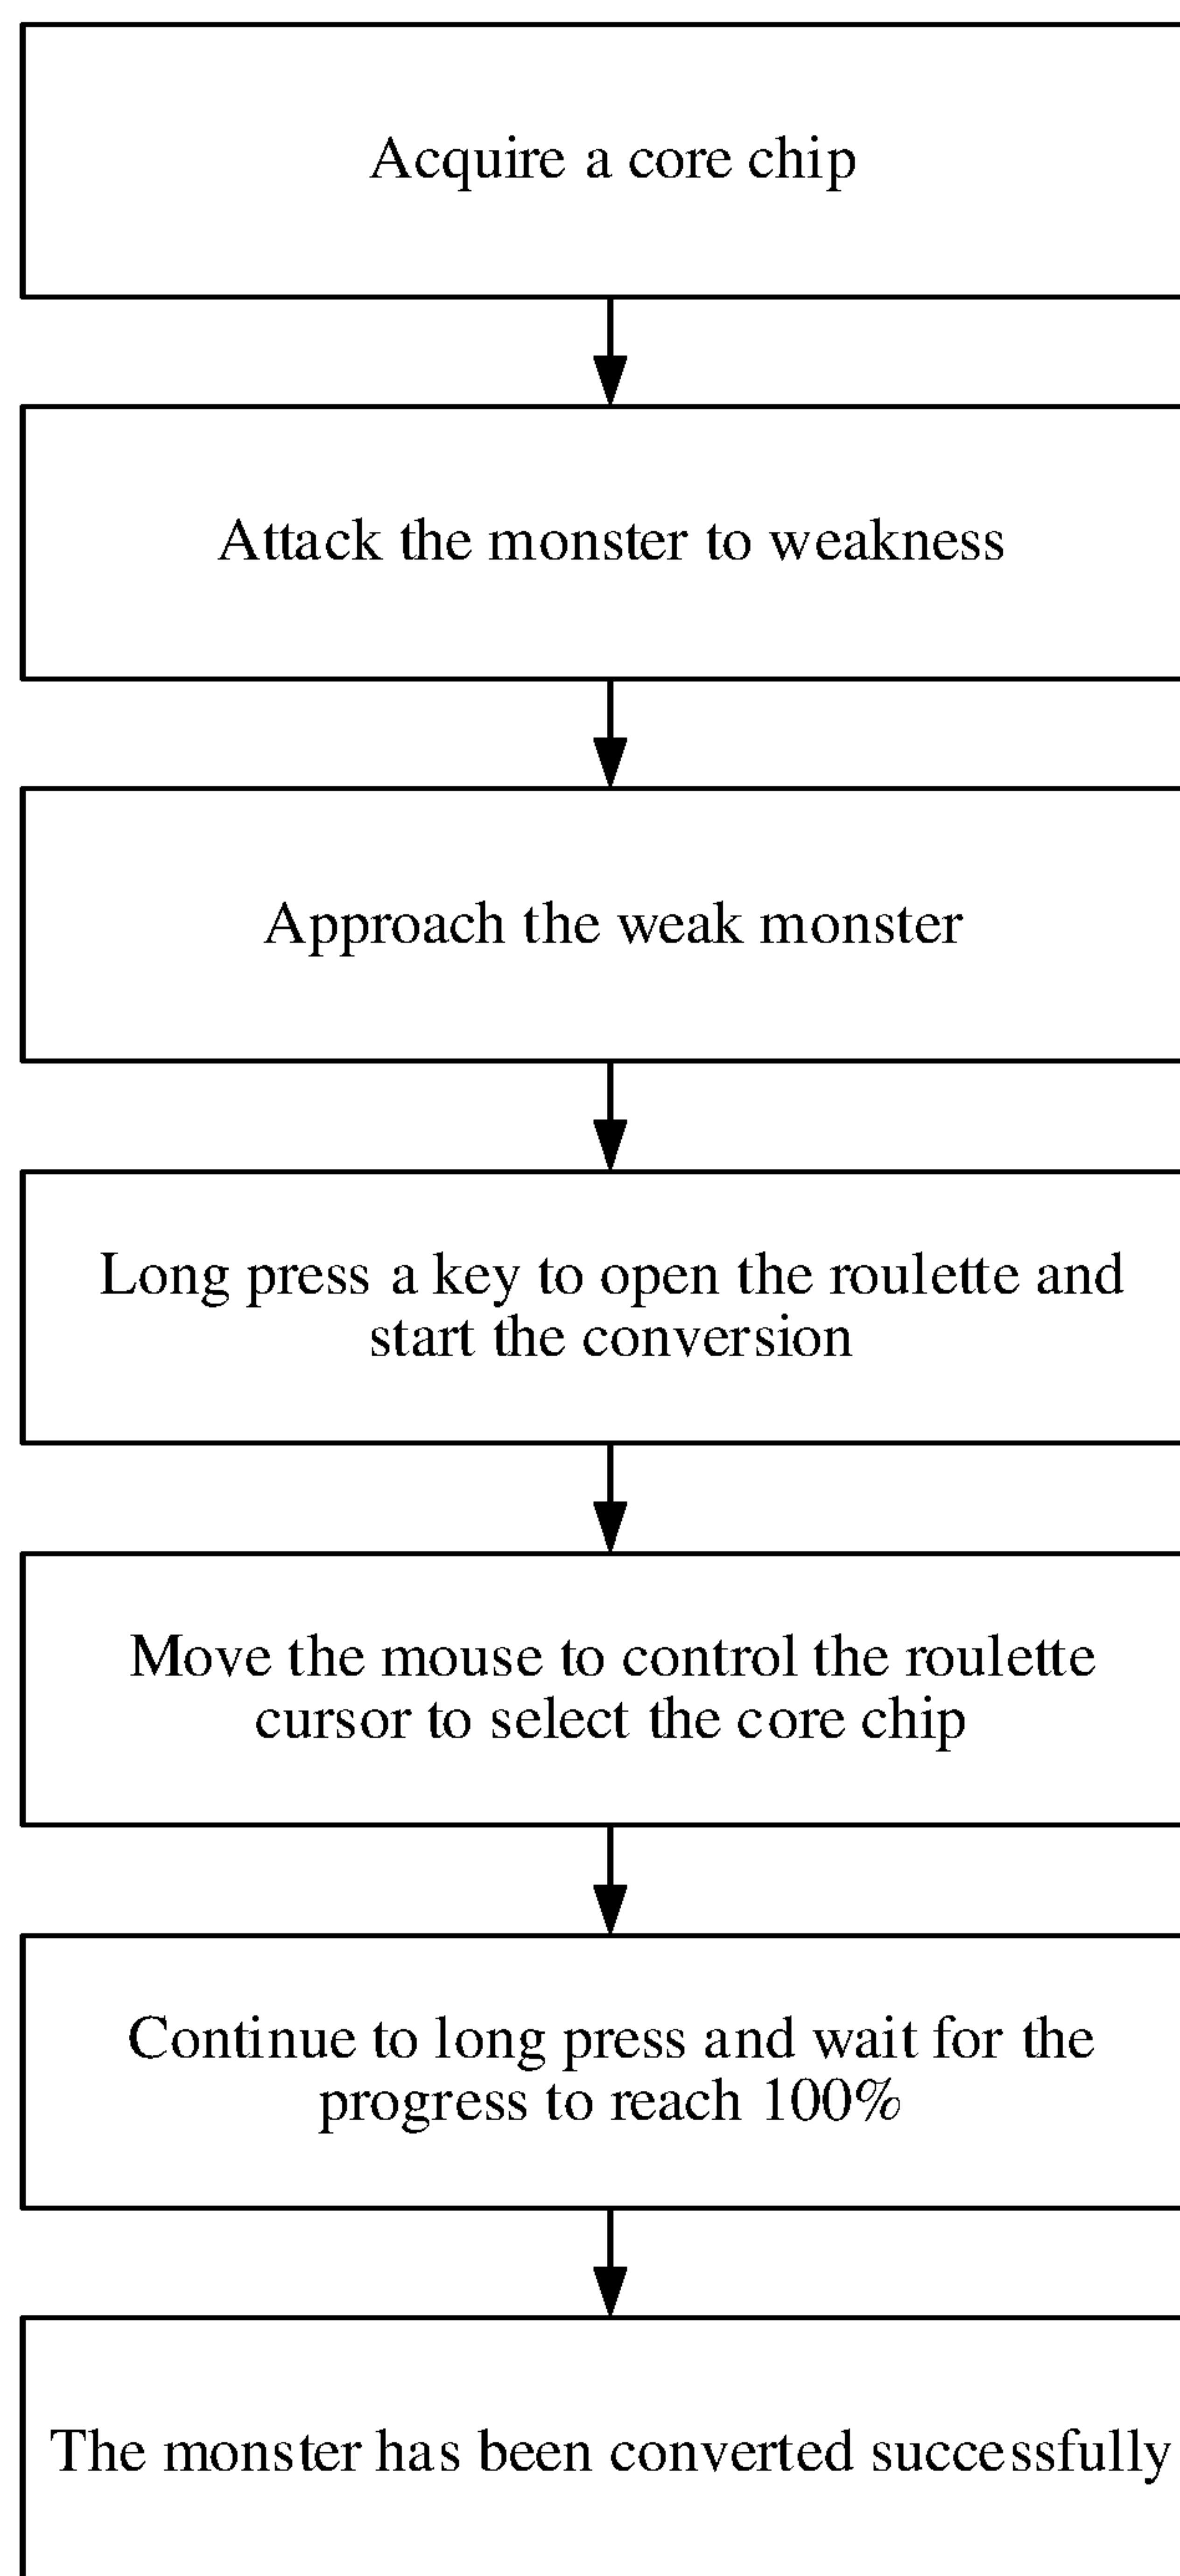 Acquire a core chip
Attack the monster to weakness
Approach the weak monster
Long press a key to open the roulette and
start the conversion
Move the mouse to control the roulette
cursor to select the core chip
Continue to long press and wait for the
progress to reach 100%
The monster has been converted successfully